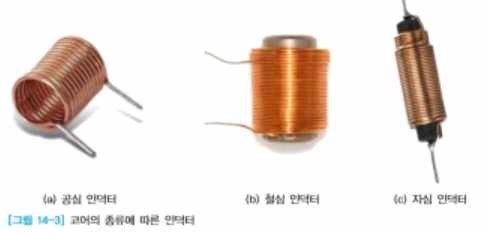 (a) 공심 인덕터
(b) 철심 인덕터
(c) 자심 인덕터
[그림 14-3] 코어의 종류에 따른 인덕터